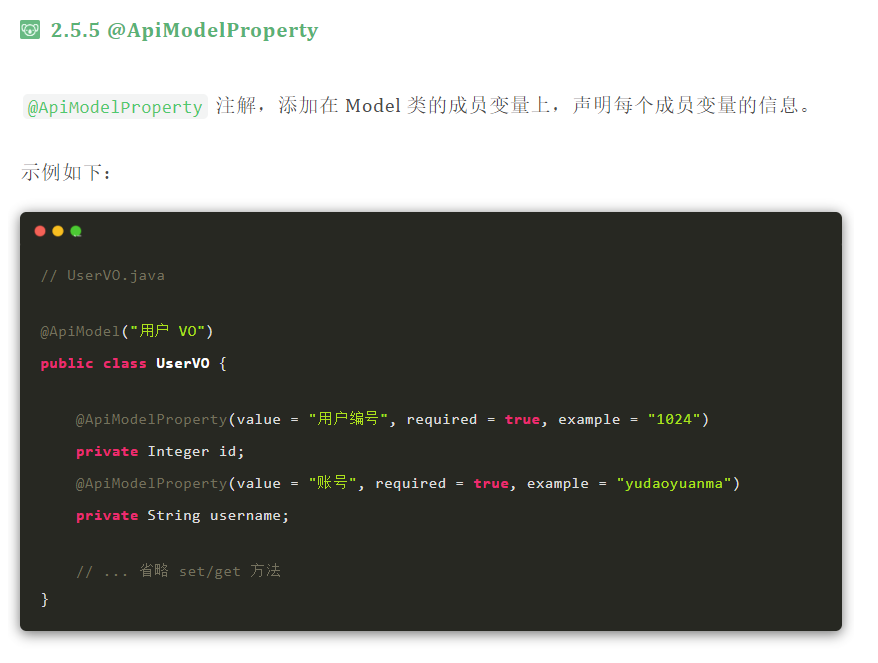 2.5.5 @ApiModelProperty
@ApiModelProperty 注解，添加在 Model 类的成员变量上，声明每个成员变量的信息。
示例如下：
// UserVO.java
@ApiModel("用户 VO")
public class UserVO {
@ApiModelProperty(value = "用户编号", required = true, example = "1024")
private Integer id;
@ApiModelProperty(value = "账号", required = true, example = "yudaoyuanma")
private String username;
// ... 省略 set/get 方法
}